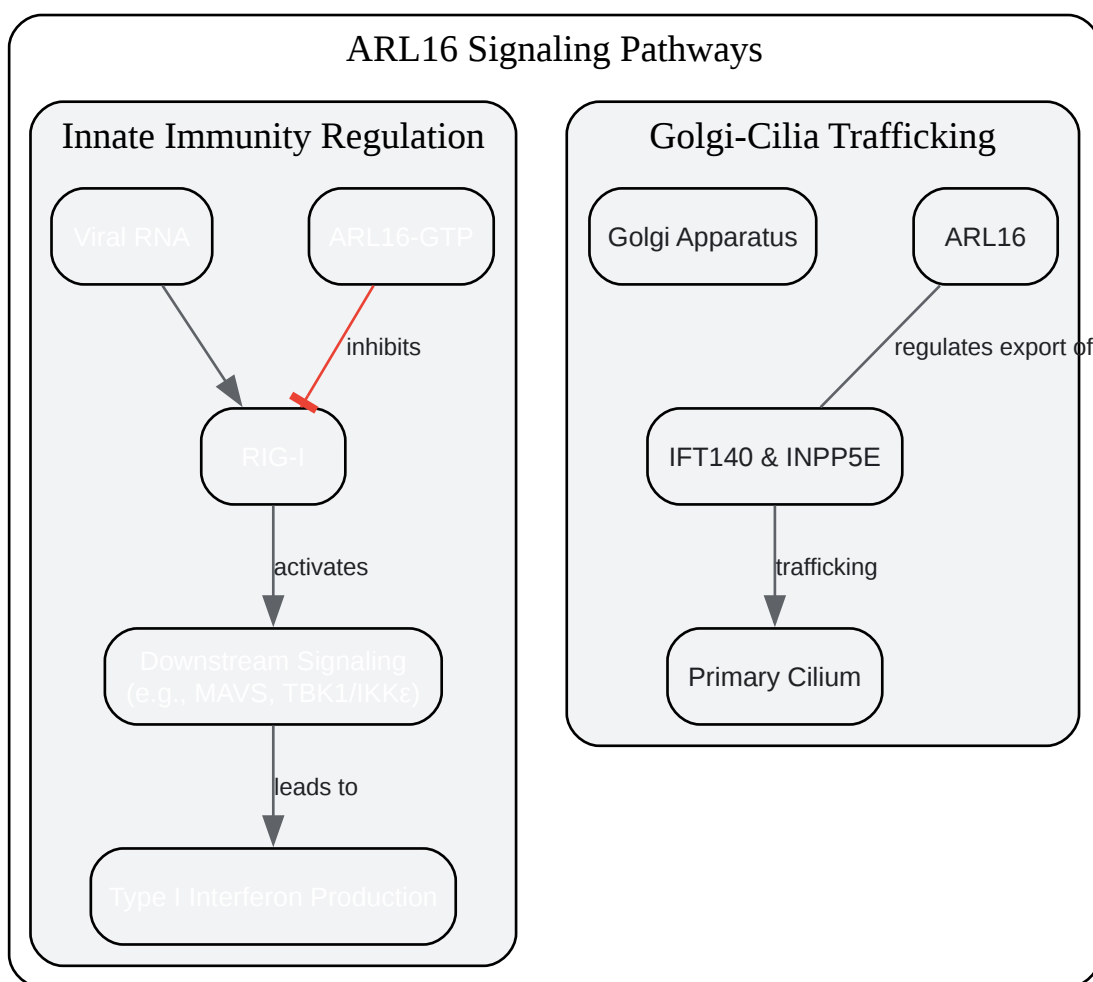 ARL16 Signaling Pathways
Innate Immunity Regulation
Viral RNA
ARL16-GTP
inhibits
RIG-I
activates
Downstream Signaling
(e.g., MAVS, TBK1/IKKε)
leads to
Type I Interferon Production
Golgi-Cilia Trafficking
Golgi Apparatus
ARL16
regulates export of
IFT140 & INPP5E
trafficking
Primary Cilium